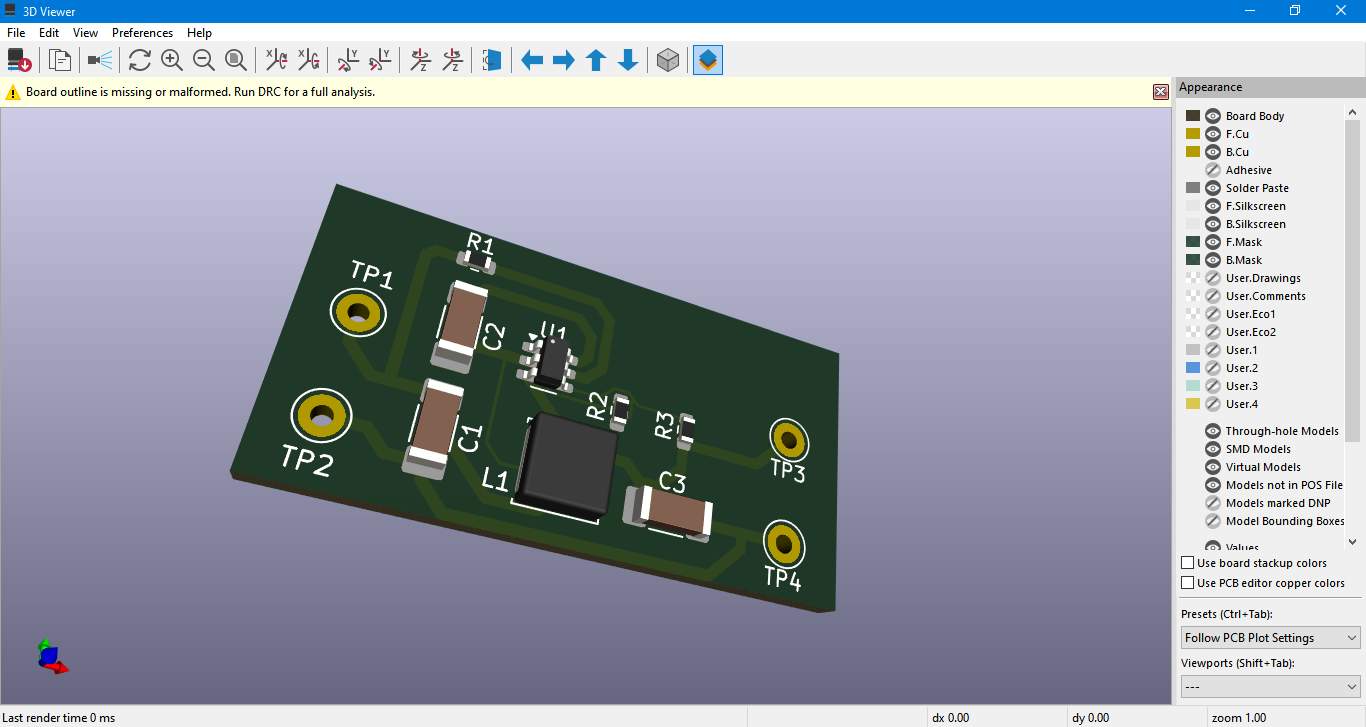 3D Viewer
File Edit View Preferences Help
Board outline is missing or malformed. Run DRC for a full analysis.
R1
TP1
C2
U1
R2
R3
TP2
C1
L1
C3
TP3
TP4
Appearance
Board Body
F.Cu
B.Cu
Adhesive
Solder Paste
F.Silkscreen
B.Silkscreen
F.Mask
B.Mask
User.Drawings
User.Comments
User.Eco1
User.Eco2
User.1
User.2
User.3
User.4
Through-hole Models
SMD Models
Virtual Models
Models not in POS File
Models marked DNP
Model Bounding Boxes
Values
Use board stackup colors
Use PCB editor copper colors
Presets (Ctrl+Tab):
Follow PCB Plot Settings
Viewports (Shift+Tab):
---
Last render time 0 ms
dx 0.00
dy 0.00
zoom 1.00